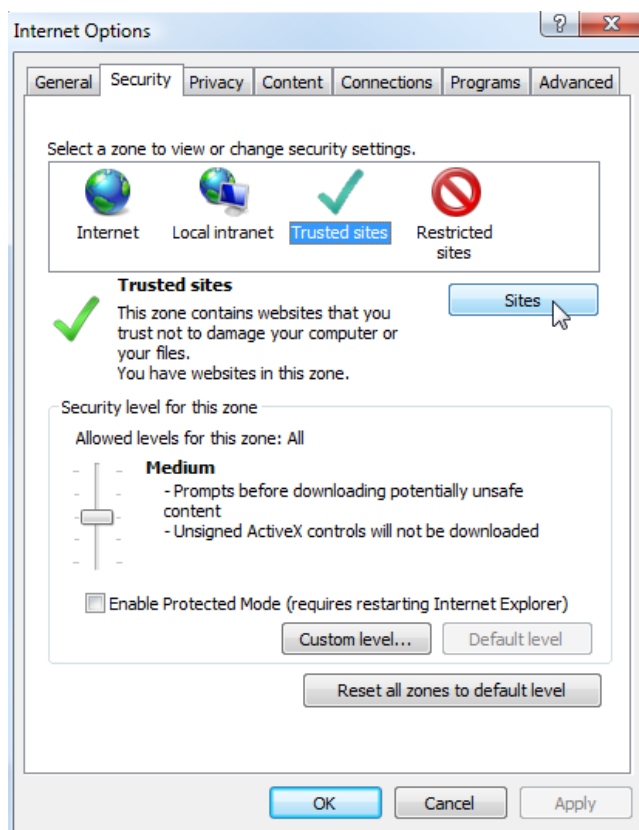 Internet Options
?
General Security Privacy Content Connections Programs Advanced
Select a zone to view or change security settings.
Internet Local intranet Trusted sites Restricted
sites
Trusted sites
Sites
This zone contains websites that you
trust not to damage your computer or
your files.
You have websites in this zone.
Security level for this zone
Allowed levels for this zone: All
Medium
- Prompts before downloading potentially unsafe
content
- Unsigned ActiveX controls will not be downloaded
Enable Protected Mode (requires restarting Internet Explorer)
Custom level... Default level
Reset all zones to default level
OK Cancel Apply